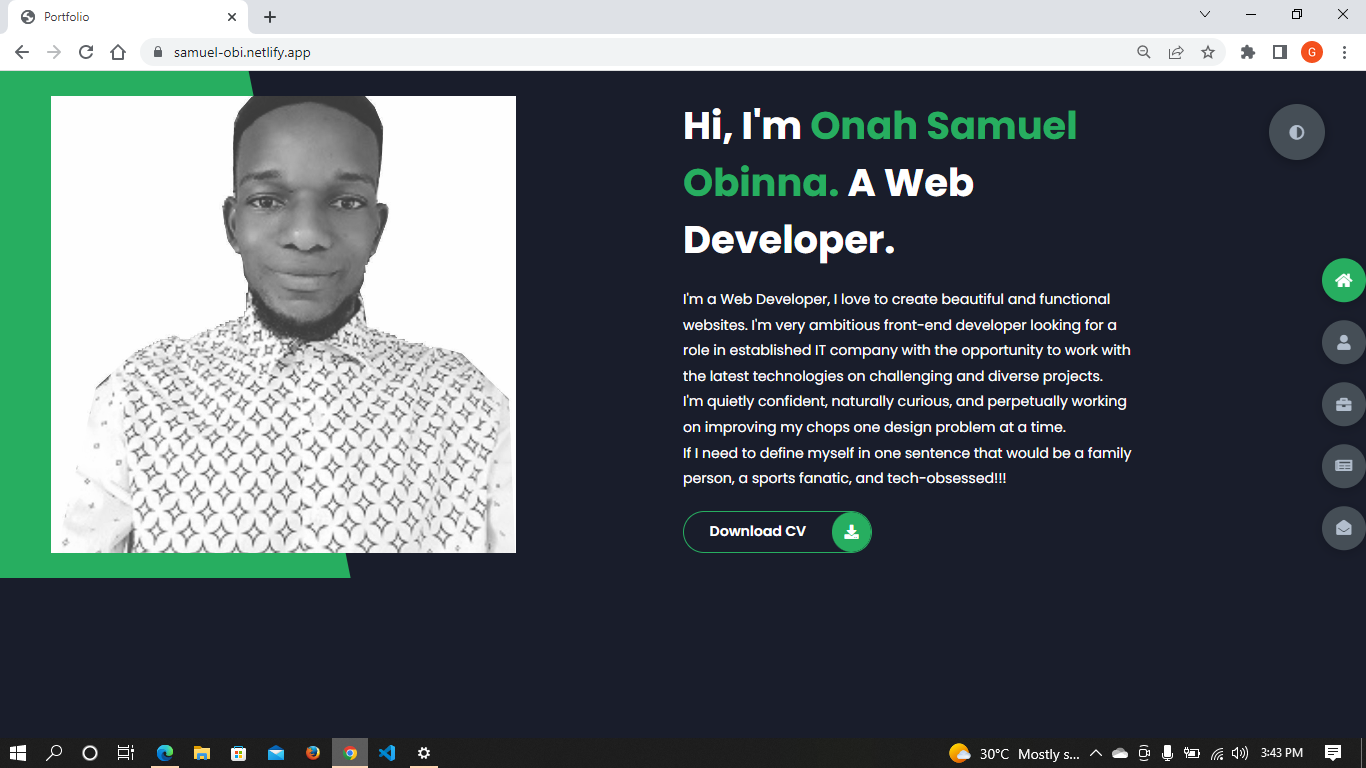 Portfolio
samuel-obi.netlify.app
G
Hi, I'm Onah Samuel
Obinna. A Web
Developer.
I'm a Web Developer, I love to create beautiful and functional
websites. I'm very ambitious front-end developer looking for a
role in established IT company with the opportunity to work with
the latest technologies on challenging and diverse projects.
I'm quietly confident, naturally curious, and perpetually working
on improving my chops one design problem at a time.
If I need to define myself in one sentence that would be a family
person, a sports fanatic, and tech-obsessed!!!
Download CV
30°C Mostly s... 3:43 PM